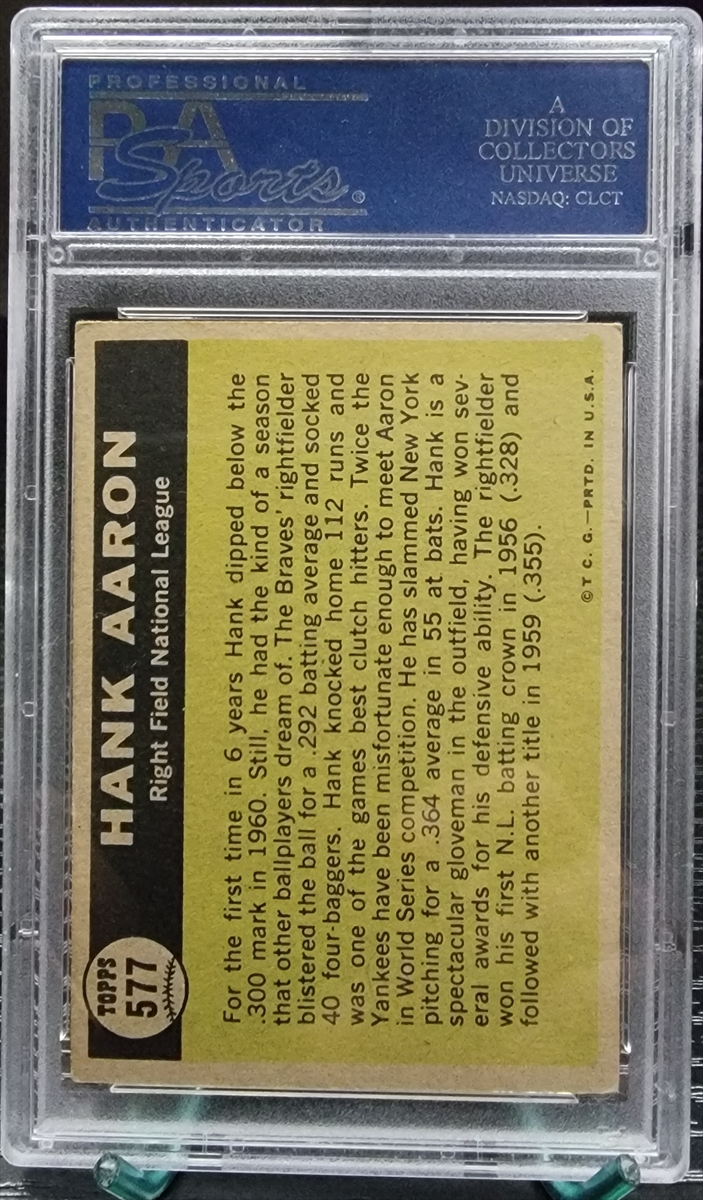 PROFESSIONAL
PSA
Sports®
AUTHENTICATOR
A
DIVISION OF
COLLECTORS
UNIVERSE
NASDAQ: CLCT
TOPPS
577
HANK AARON
Right Field National League
For the first time in 6 years Hank dipped below the
.300 mark in 1960. Still, he had the kind of a season
that other ballplayers dream of. The Braves' rightfielder
blistered the ball for a .292 batting average and socked
40 four-baggers. Hank knocked home 112 runs and
was one of the games best clutch hitters. Twice the
Yankees have been misfortunate enough to meet Aaron
in World Series competition. He has slammed New York
pitching for a .364 average in 55 at bats. Hank is a
spectacular gloveman in the outfield, having won sev-
eral awards for his defensive ability. The rightfielder
won his first N.L. batting crown in 1956 (.328) and
followed with another title in 1959 (.355).
©T C. G.—PRTD. IN U.S.A.